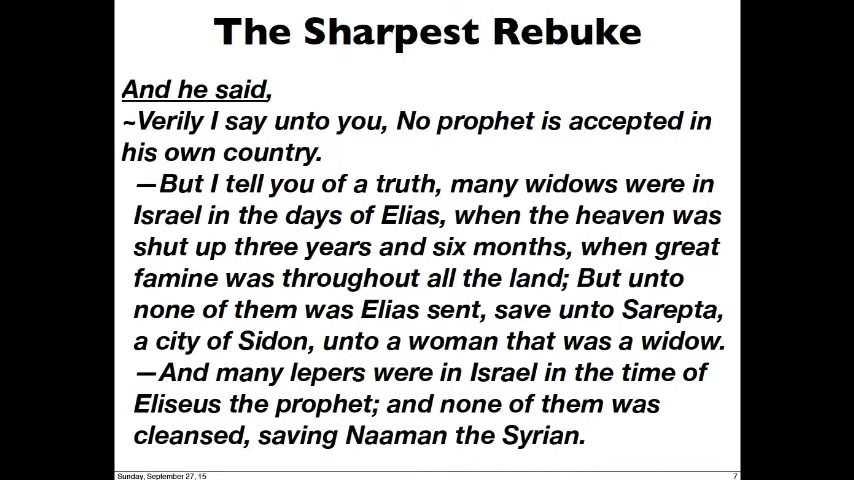 The Sharpest Rebuke
And he said,
~Verily I say unto you, No prophet is accepted in
his own country.
—But I tell you of a truth, many widows were in
Israel in the days of Elias, when the heaven was
shut up three years and six months, when great
famine was throughout all the land; But unto
none of them was Elias sent, save unto Sarepta,
a city of Sidon, unto a woman that was a widow.
—And many lepers were in Israel in the time of
Eliseus the prophet; and none of them was
cleansed, saving Naaman the Syrian.
Sunday, September 27, 15
7